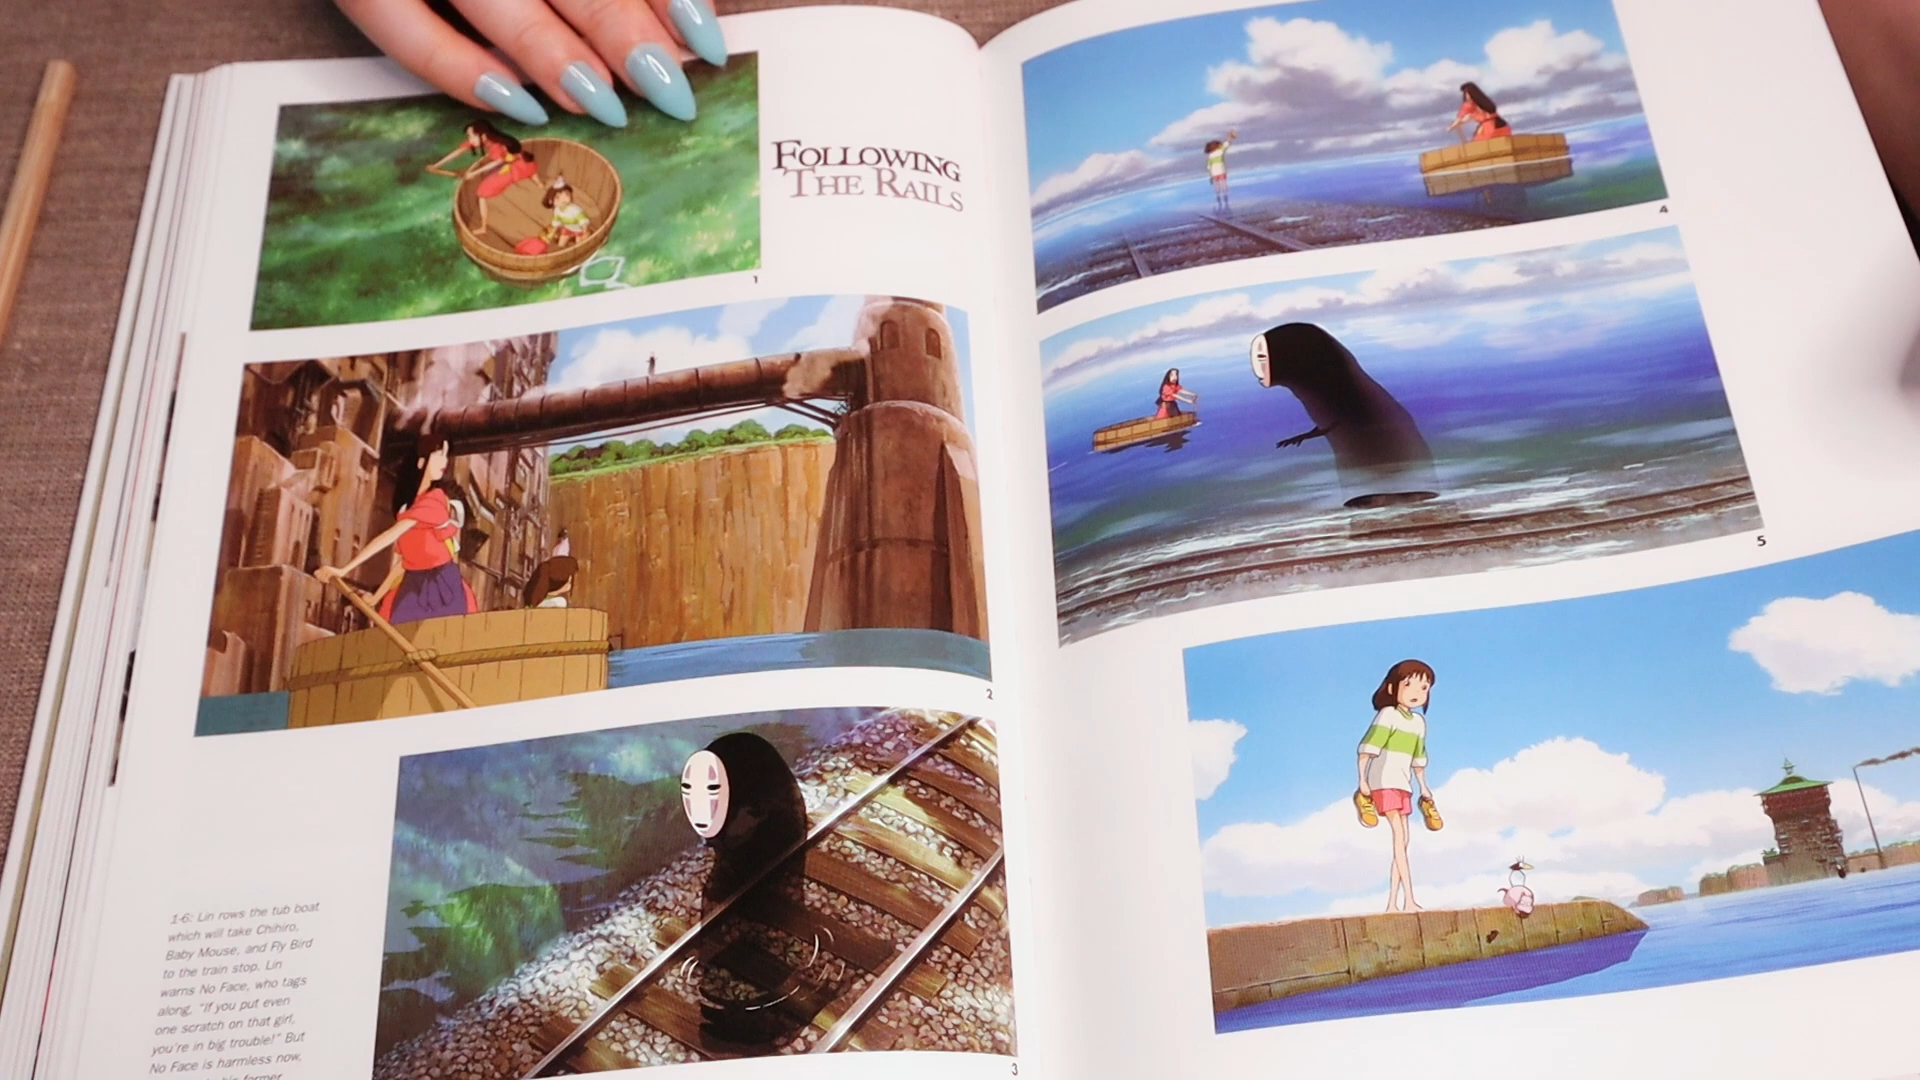 FOLLOWING
THE RAILS
1
2
1-6: Lin rows the tub boat
which will take Chihiro,
Baby Mouse, and Fly Bird
to the train stop. Lin
warns No Face, who tags
along, "If you put even
one scratch on that girl,
you're in big trouble!" But
No Face is harmless now,
former
3
4
5